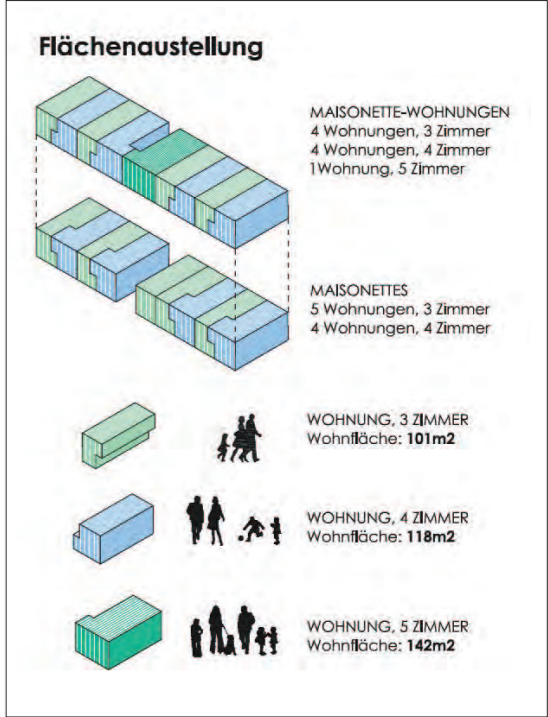 Flächenaustellung
MAISONETTE-WOHNUNGEN
4 Wohnungen, 3 Zimmer
4 Wohnungen, 4 Zimmer
1Wohnung, 5 Zimmer
MAISONETTES
5 Wohnungen, 3 Zimmer
4 Wohnungen, 4 Zimmer
WOHNUNG, 3 ZIMMER
Wohnfläche: 101m2
WOHNUNG, 4 ZIMMER
Wohnfläche: 118m2
WOHNUNG, 5 ZIMMER
Wohnfläche: 142m2